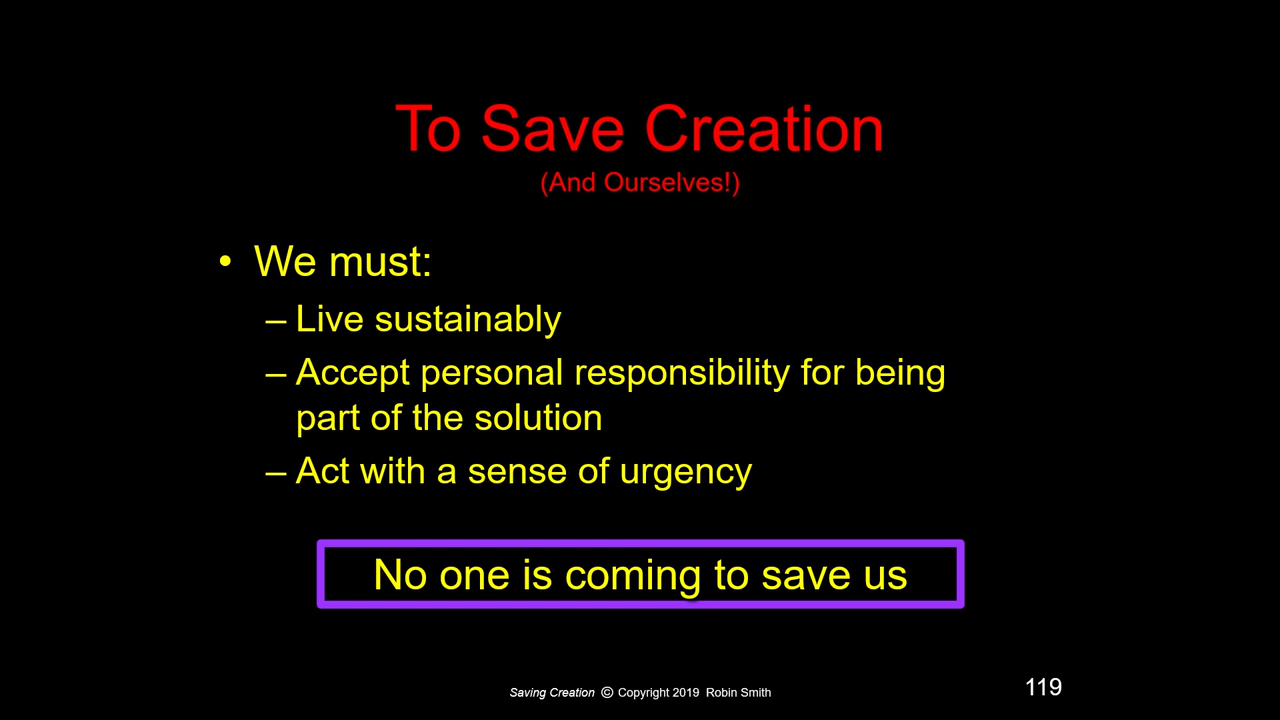 To Save Creation
(And Ourselves!)
• We must:
– Live sustainably
– Accept personal responsibility for being
part of the solution
– Act with a sense of urgency
No one is coming to save us
Saving Creation © Copyright 2019 Robin Smith
119